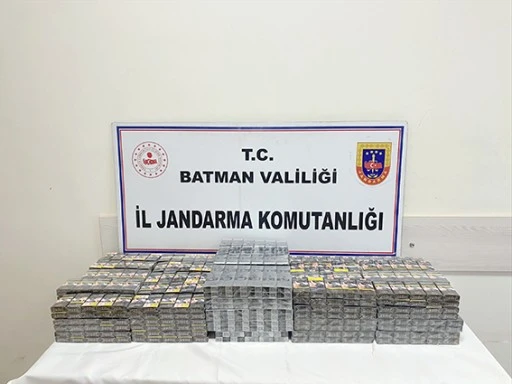 T.C.
BATMAN VALİLİĞİ
İL JANDARMA KOMUTANLIĞI